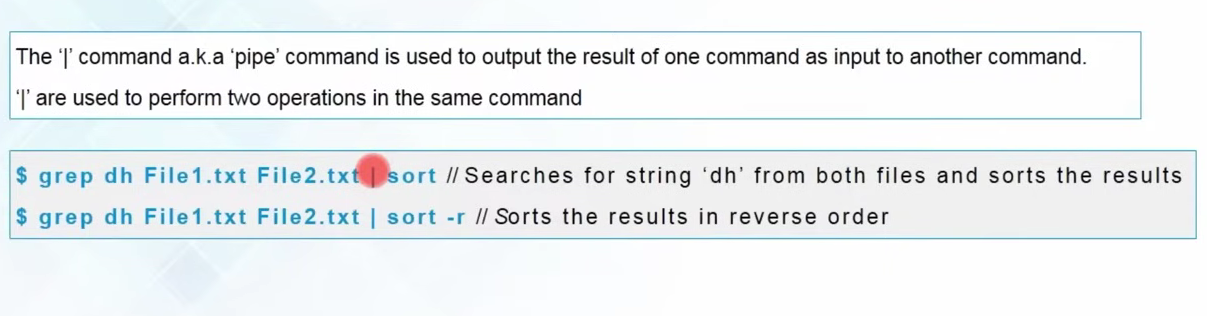 The ‘|’ command a.k.a ‘pipe’ command is used to output the result of one command as input to another command.
‘|’ are used to perform two operations in the same command
$ grep dh File1.txt File2.txt | sort // Searches for string ‘dh’ from both files and sorts the results
$ grep dh File1.txt File2.txt | sort -r // Sorts the results in reverse order